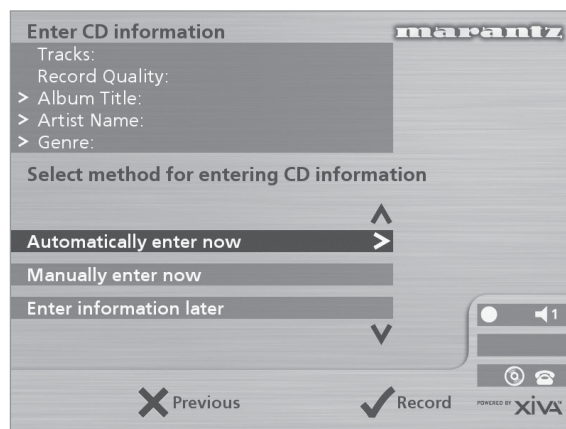 Enter CD information
marantz
Tracks:
Record Quality:
> Album Title:
> Artist Name:
> Genre:
Select method for entering CD information
Automatically enter now >
Manually enter now
Enter information later
1
Previous
Record
POWERED BY XiVA™